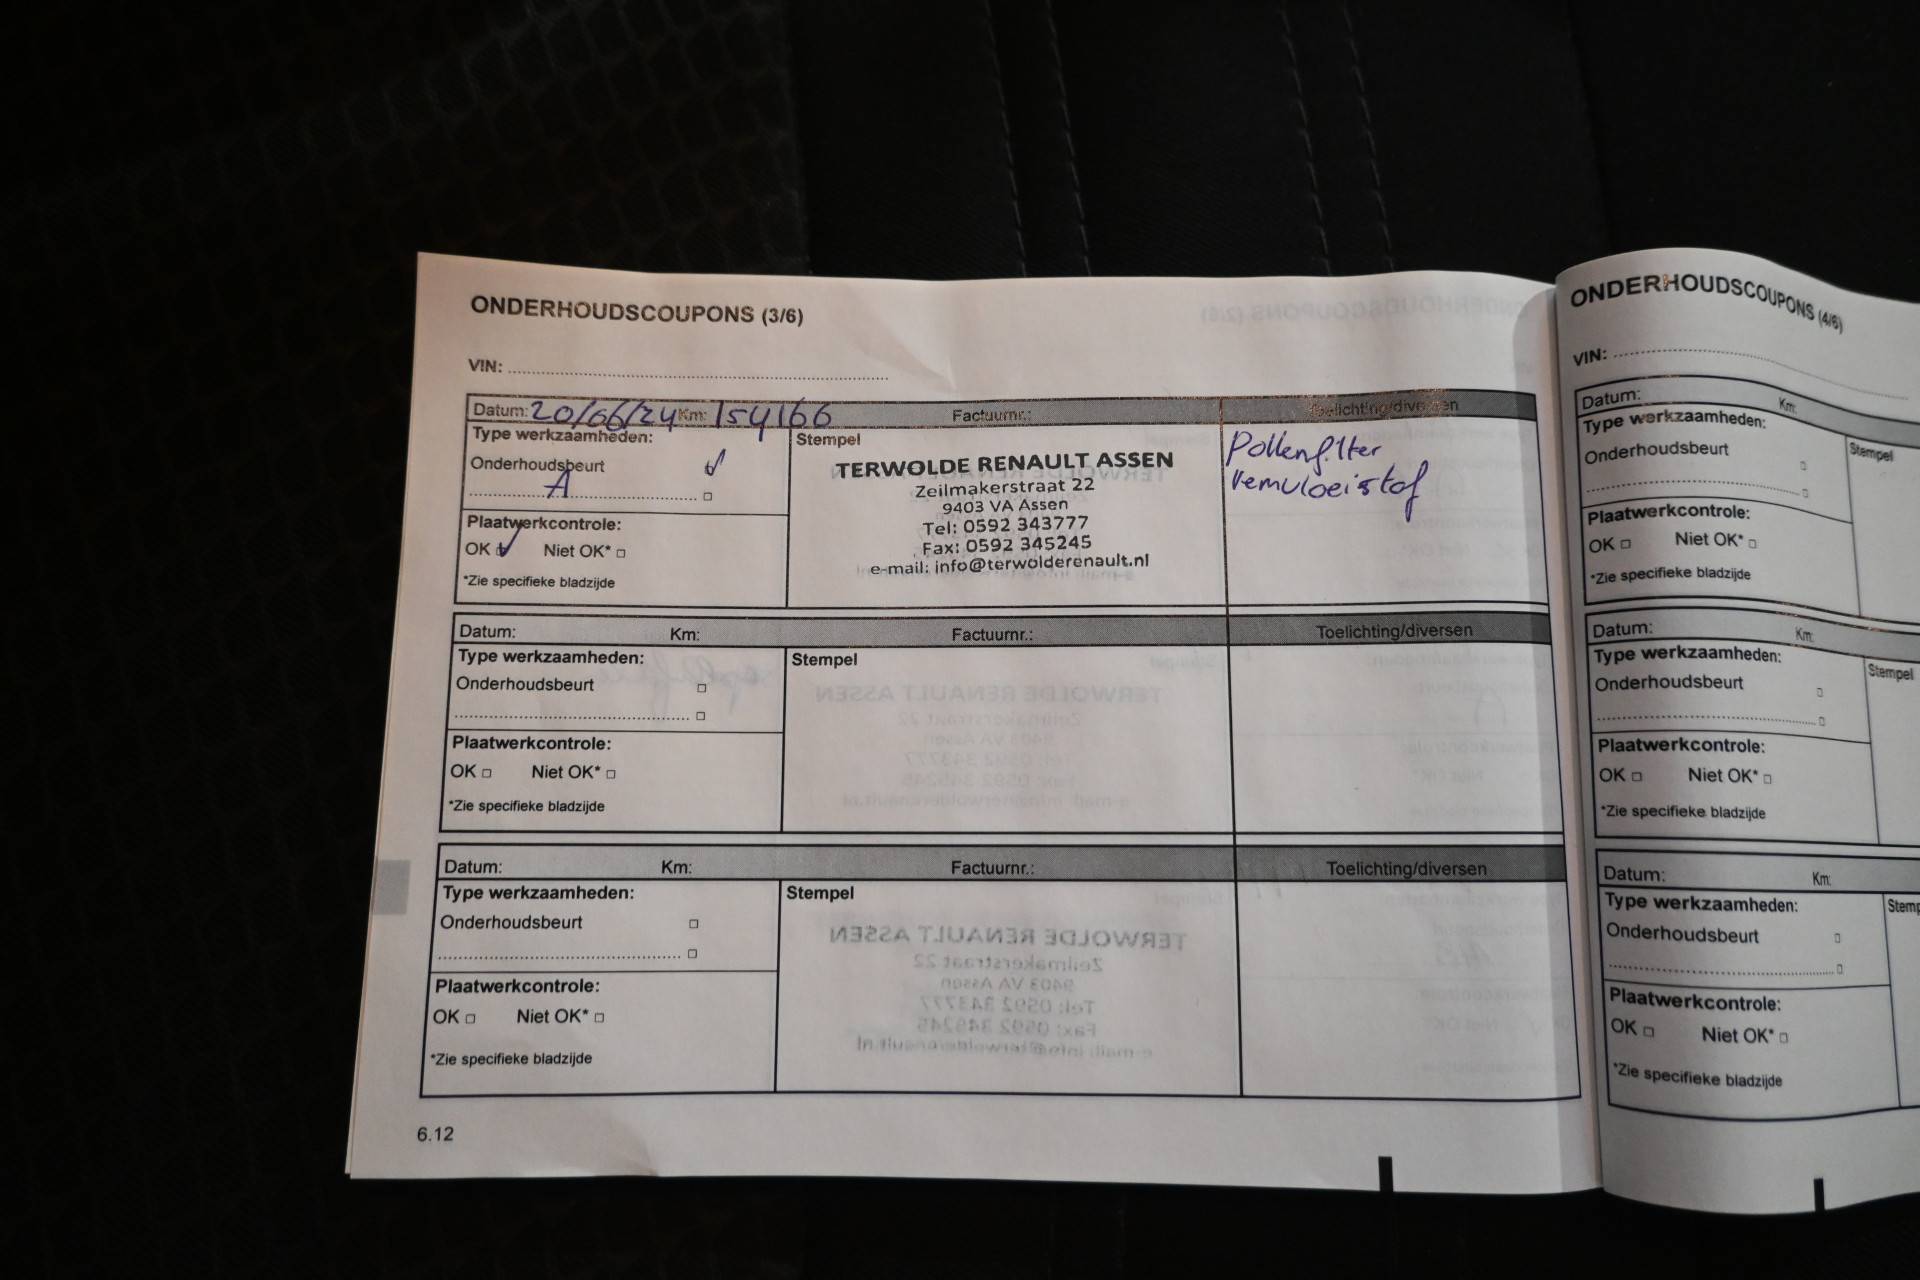 ONDERHOUDSCOUPONS (3/6)
VIN:
Datum: 20/06/24 Km: 154166 Factuurnr.: Toelichting/diversen
Type werkzaamheden:
Onderhoudsbeurt
A
Plaatwerkcontrole:
OK Niet OK*
*Zie specifieke bladzijde
Stempel
TERWOLDE RENAULT ASSEN
Zeilmakerstraat 22
9403 VA Assen
Tel: 0592 343777
Fax: 0592 345245
e-mail: info@terwolderenault.nl
Pollenfilter
remvloeistof
Datum: Km: Factuurnr.: Toelichting/diversen
Type werkzaamheden:
Onderhoudsbeurt
Plaatwerkcontrole:
OK Niet OK*
*Zie specifieke bladzijde
Stempel
Datum: Km: Factuurnr.: Toelichting/diversen
Type werkzaamheden:
Onderhoudsbeurt
Plaatwerkcontrole:
OK Niet OK*
*Zie specifieke bladzijde
Stempel
6.12
ONDERHOUDSCOUPONS (4/6)
VIN:
Datum: Km:
Type werkzaamheden:
Onderhoudsbeurt
Plaatwerkcontrole:
OK Niet OK*
*Zie specifieke bladzijde
Stempel
Datum: Km:
Type werkzaamheden:
Onderhoudsbeurt
Plaatwerkcontrole:
OK Niet OK*
*Zie specifieke bladzijde
Stempel
Datum: Km:
Type werkzaamheden:
Onderhoudsbeurt
Plaatwerkcontrole:
OK Niet OK*
*Zie specifieke bladzijde
Stemp